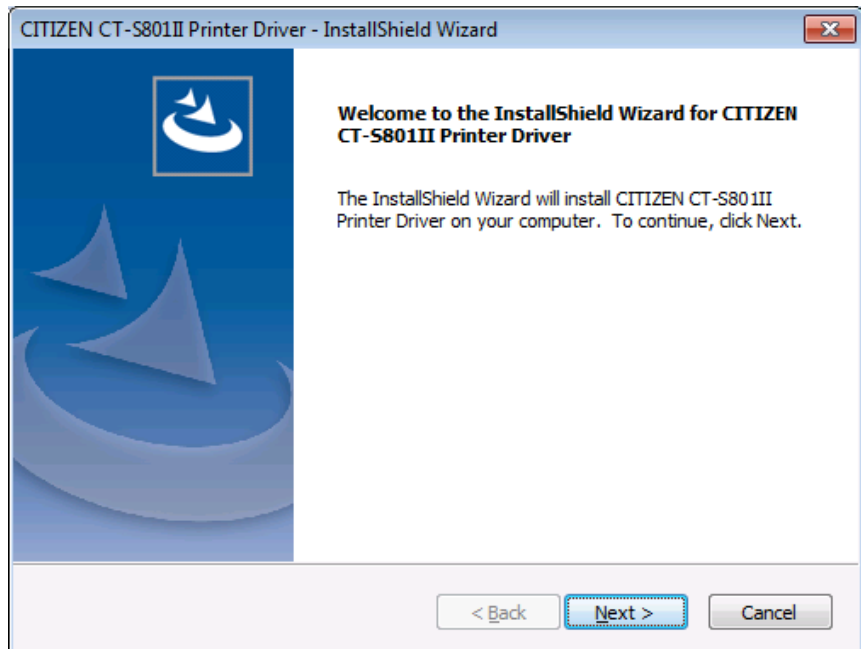 CITIZEN CT-S801II Printer Driver - InstallShield Wizard
Welcome to the InstallShield Wizard for CITIZEN
CT-S801II Printer Driver
The InstallShield Wizard will install CITIZEN CT-S801II
Printer Driver on your computer. To continue, click Next.
< Back Next > Cancel